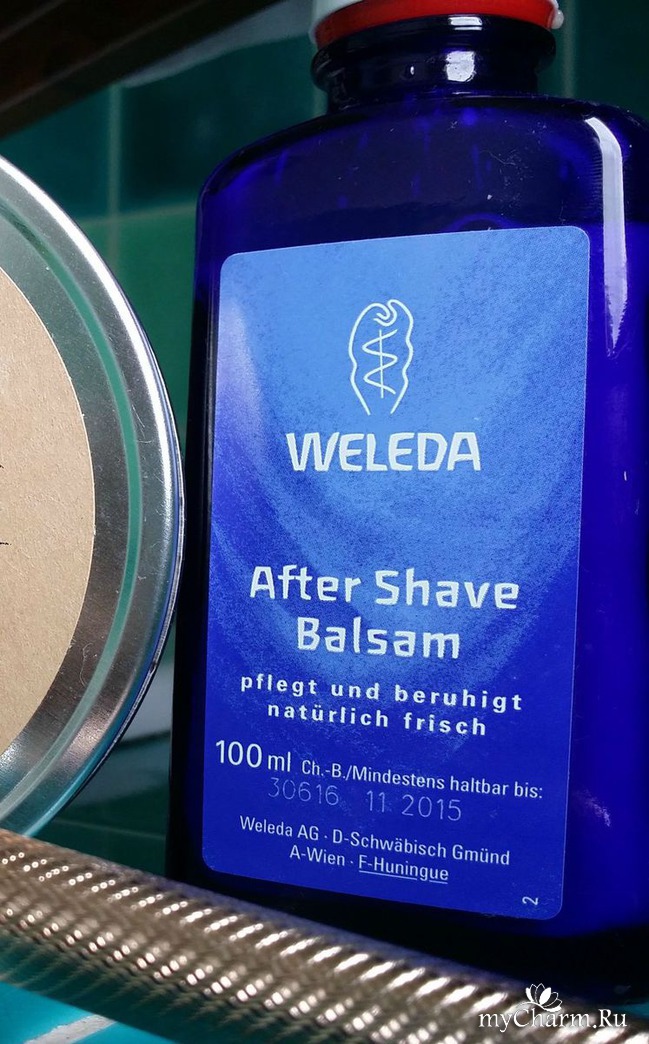 WELEDA
After Shave
Balsam
pflegt und beruhigt
natürlich frisch
100 ml Ch.-B./Mindestens haltbar bis:
30616 11 2015
Weleda AG · D-Schwäbisch Gmünd
A-Wien · F-Huningue
2
myCharm.Ru